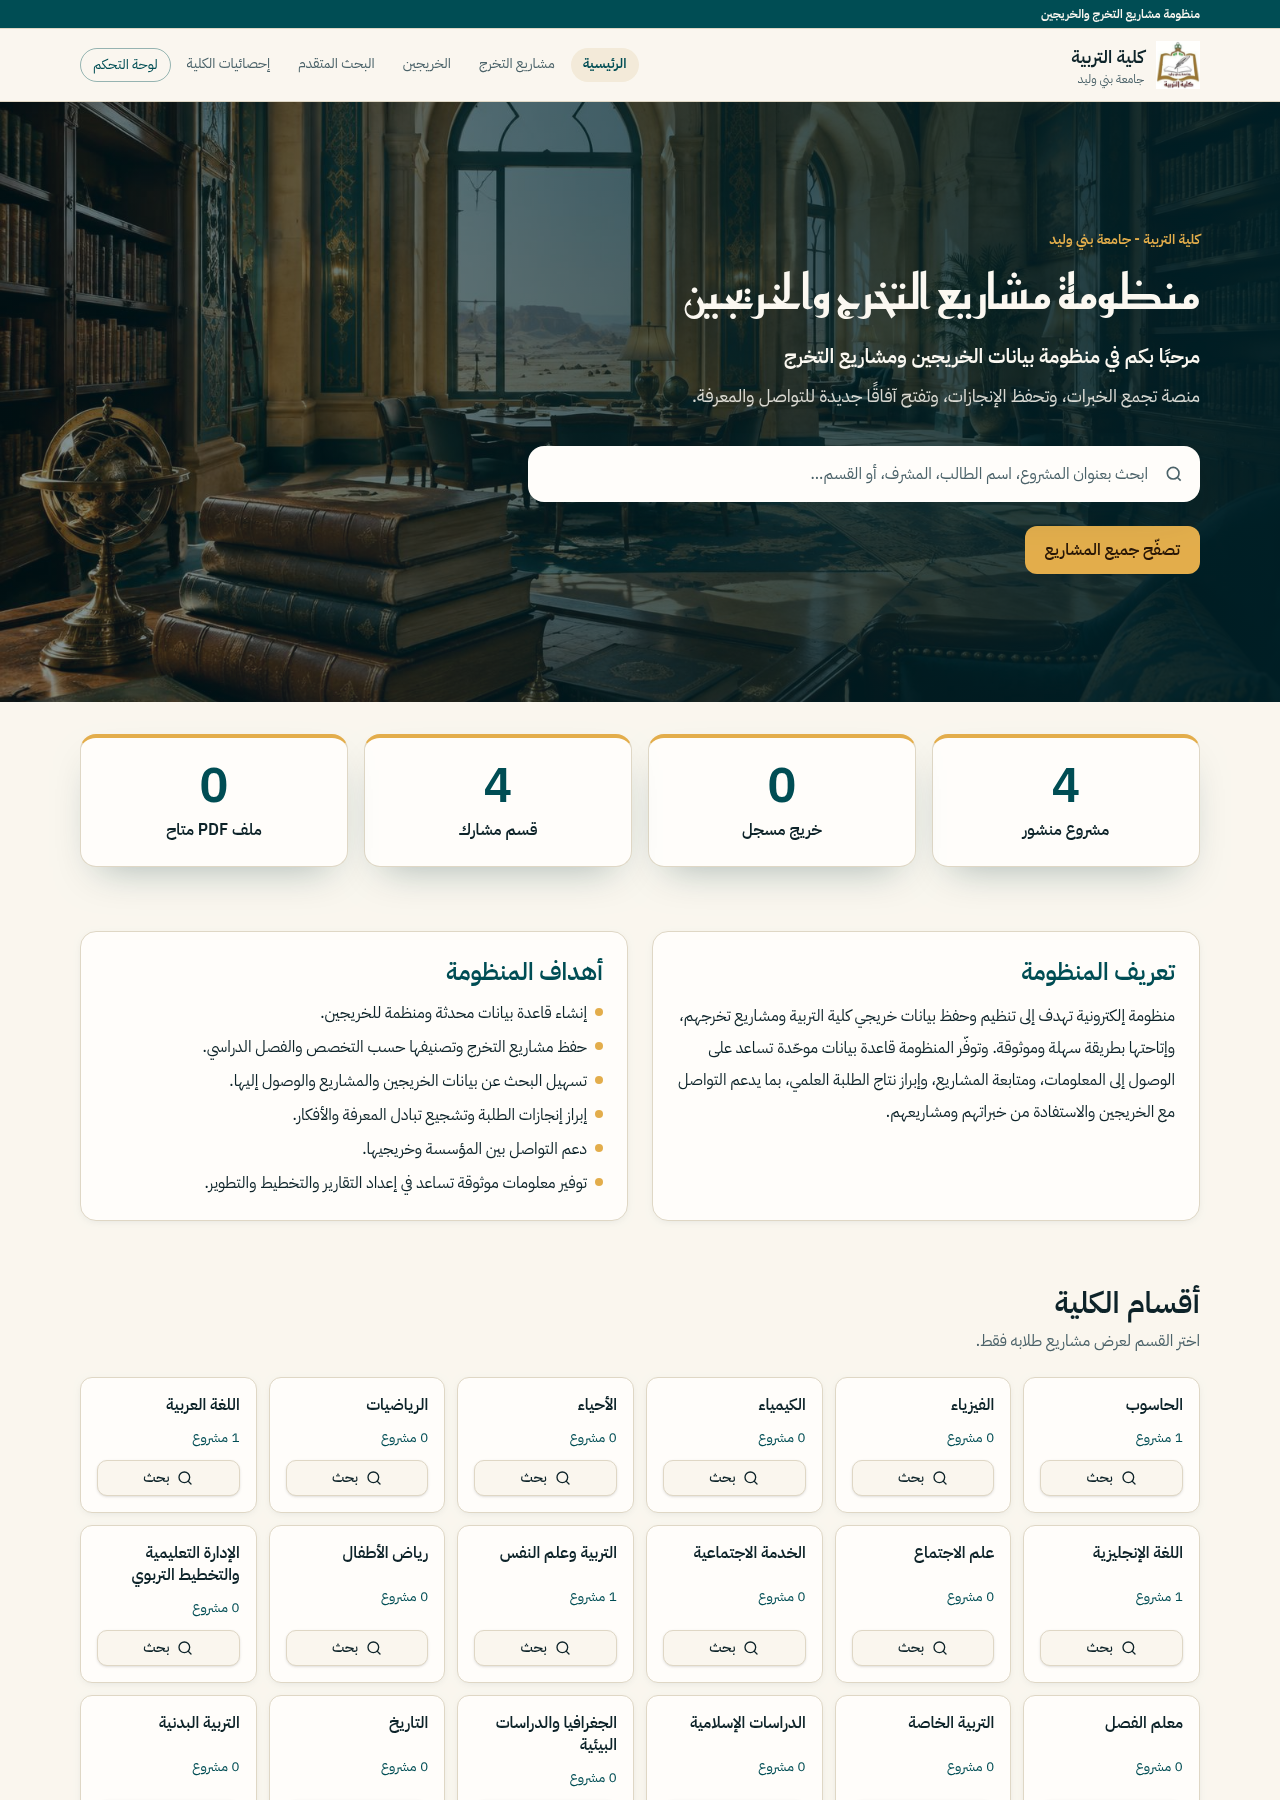 منظومة مشاريع التخرج والخريجين
كلية التربية
جامعة بني وليد
الرئيسية
مشاريع التخرج
الخريجين
البحث المتقدم
إحصائيات الكلية
لوحة التحكم
كلية التربية - جامعة بني وليد
منظومة مشاريع التخرج والخريجين
مرحبًا بكم في منظومة بيانات الخريجين ومشاريع التخرج
منصة تجمع الخبرات، وتحفظ الإنجازات، وتفتح آفاقًا جديدة للتواصل والمعرفة.
ابحث بعنوان المشروع، اسم الطالب، المشرف، أو القسم...
تصفّح جميع المشاريع
4
مشروع منشور
0
خريج مسجل
4
قسم مشارك
0
ملف PDF متاح
تعريف المنظومة
منظومة إلكترونية تهدف إلى تنظيم وحفظ بيانات خريجي كلية التربية ومشاريع تخرجهم،
وإتاحتها بطريقة سهلة وموثوقة. وتوفّر المنظومة قاعدة بيانات موحّدة تساعد على
الوصول إلى المعلومات، ومتابعة المشاريع، وإبراز نتاج الطلبة العلمي، بما يدعم التواصل
مع الخريجين والاستفادة من خبراتهم ومشاريعهم.
أهداف المنظومة
إنشاء قاعدة بيانات محدثة ومنظمة للخريجين.
حفظ مشاريع التخرج وتصنيفها حسب التخصص والفصل الدراسي.
تسهيل البحث عن بيانات الخريجين والمشاريع والوصول إليها.
إبراز إنجازات الطلبة وتشجيع تبادل المعرفة والأفكار.
دعم التواصل بين المؤسسة وخريجيها.
توفير معلومات موثوقة تساعد في إعداد التقارير والتخطيط والتطوير.
أقسام الكلية
اختر القسم لعرض مشاريع طلابه فقط.
الحاسوب
1 مشروع
بحث
الفيزياء
0 مشروع
بحث
الكيمياء
0 مشروع
بحث
الأحياء
0 مشروع
بحث
الرياضيات
0 مشروع
بحث
اللغة العربية
1 مشروع
بحث
اللغة الإنجليزية
1 مشروع
بحث
علم الاجتماع
0 مشروع
بحث
الخدمة الاجتماعية
0 مشروع
بحث
التربية وعلم النفس
1 مشروع
بحث
رياض الأطفال
0 مشروع
بحث
الإدارة التعليمية
والتخطيط التربوي
0 مشروع
بحث
معلم الفصل
0 مشروع
التربية الخاصة
0 مشروع
الدراسات الإسلامية
0 مشروع
الجغرافيا والدراسات
البيئية
0 مشروع
التاريخ
0 مشروع
التربية البدنية
0 مشروع